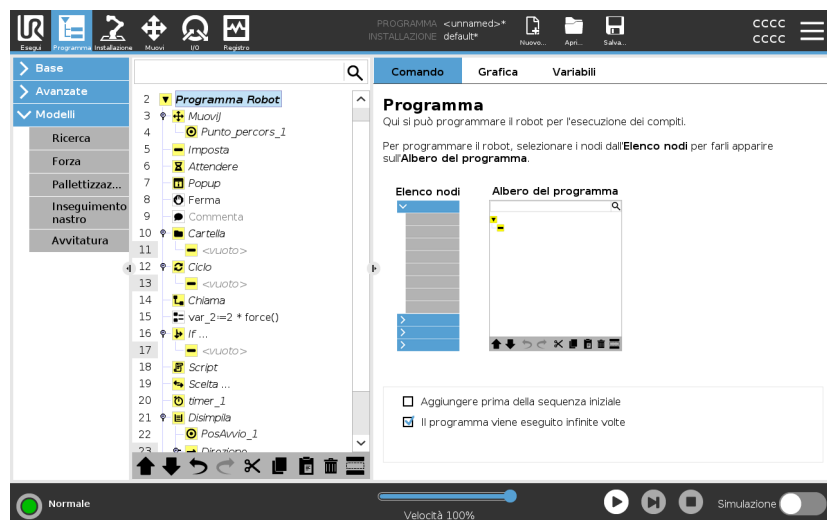 PROGRAMMA <unnamed>*
INSTALLAZIONE default*
UR
Esegui
Programma
Installazione
Muovi
I/O
Registro
Nuovo...
Apri...
Salva...
CCCC
CCCC
Base
Avanzate
Modelli
Ricerca
Forza
Pallettizzaz...
Inseguimento
nastro
Avvitatura
2 Programma Robot
3 MuoviJ
4 Punto_percors_1
5 Imposta
6 Attendere
7 Popup
8 Ferma
9 Commenta
10 Cartella
11 <vuoto>
12 Ciclo
13 <vuoto>
14 Chiama
15 var_2:=2 * force()
16 If ...
17 <vuoto>
18 Script
19 Scelta ...
20 timer_1
21 Disimpila
22 PosAvvio_1
23 Direzione
Comando Grafica Variabili
Programma
Qui si può programmare il robot per l'esecuzione dei compiti.
Per programmare il robot, selezionare i nodi dall'Elenco nodi per farli apparire
sull'Albero del programma.
Elenco nodi
Albero del programma
Aggiungere prima della sequenza iniziale
Il programma viene eseguito infinite volte
Normale
Velocità 100%
Simulazione